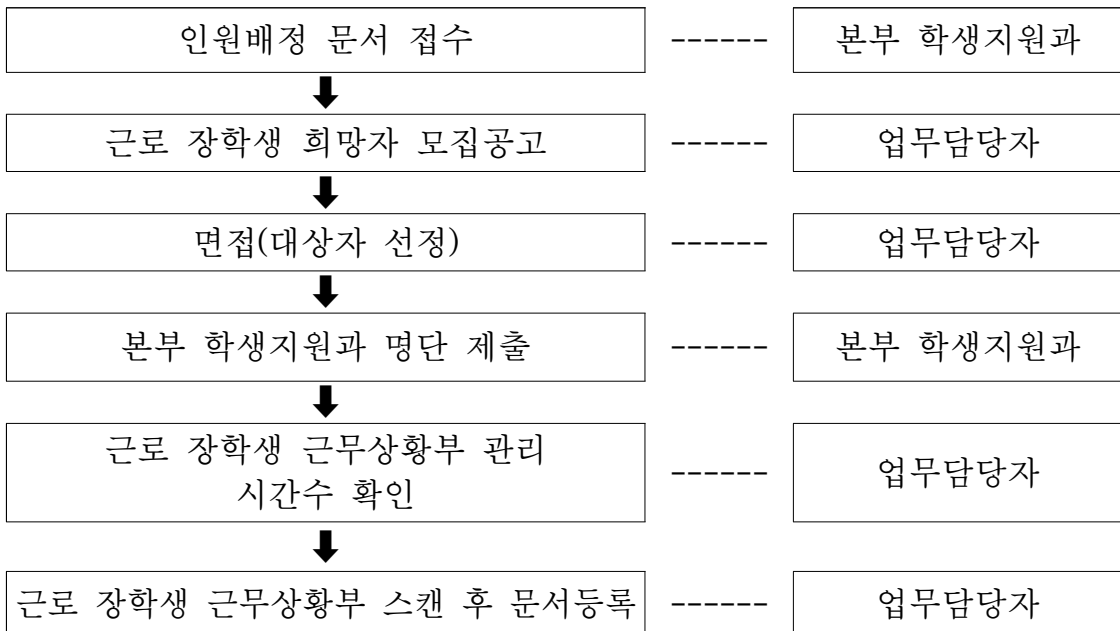 인원배정 문서 접수 ------ 본부 학생지원과
근로 장학생 희망자 모집공고 ------ 업무담당자
면접(대상자 선정) ------ 업무담당자
본부 학생지원과 명단 제출 ------ 본부 학생지원과
근로 장학생 근무상황부 관리
시간수 확인 ------ 업무담당자
근로 장학생 근무상황부 스캔 후 문서등록 ------ 업무담당자